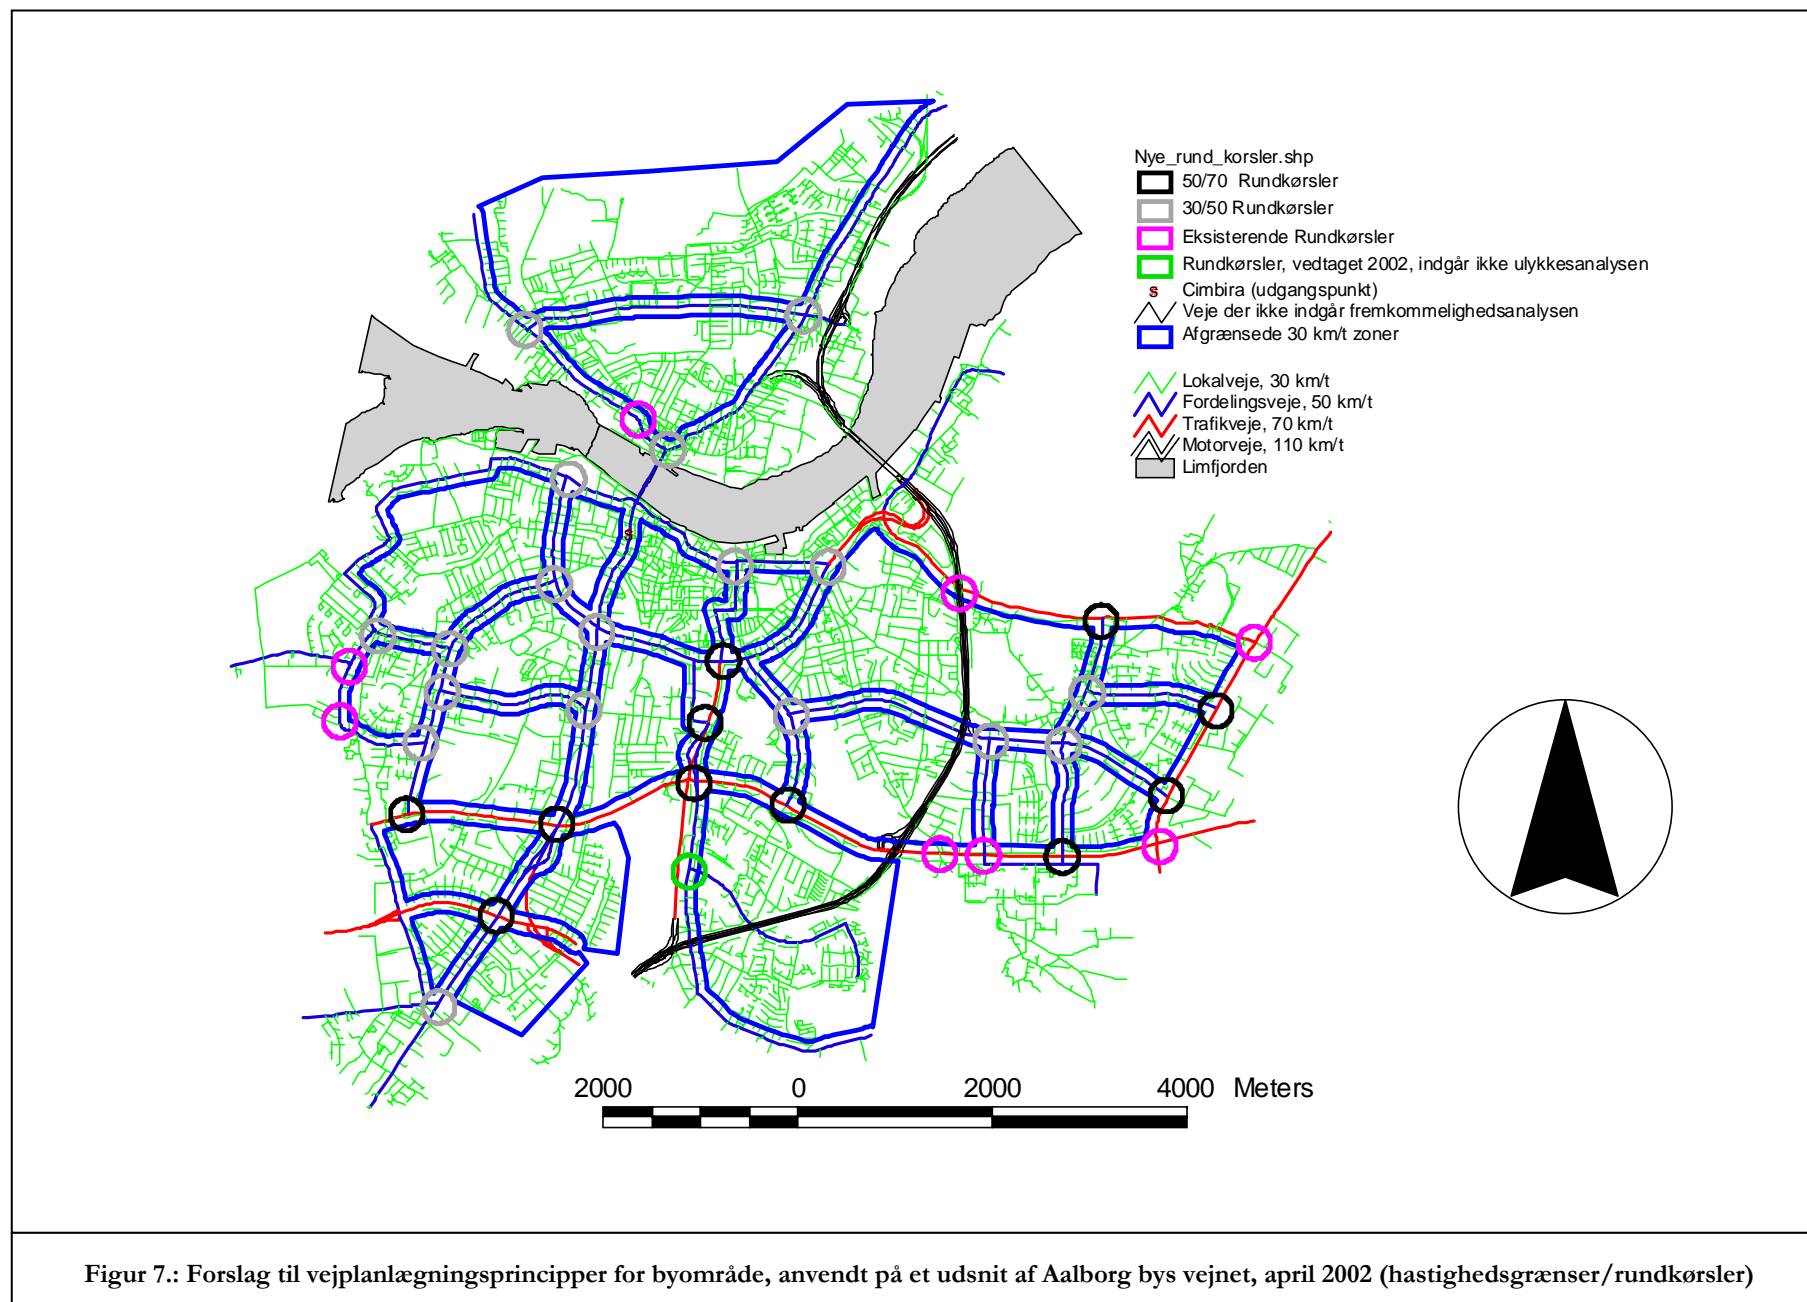 Nye_rund_korsler.shp
50/70 Rundkørsler
30/50 Rundkørsler
Eksisterende Rundkørsler
Rundkørsler, vedtaget 2002, indgår ikke ulykkesanalysen
s Cimbira (udgangspunkt)
Veje der ikke indgår fremkommelighedsanalysen
Afgrænsede 30 km/t zoner
Lokalveje, 30 km/t
Fordelingsveje, 50 km/t
Trafikveje, 70 km/t
Motorveje, 110 km/t
Limfjorden
s
2000 0 2000 4000 Meters
Figur 7.: Forslag til vejplanlægningsprincipper for byområde, anvendt på et udsnit af Aalborg bys vejnet, april 2002 (hastighedsgrænser/rundkørsler)